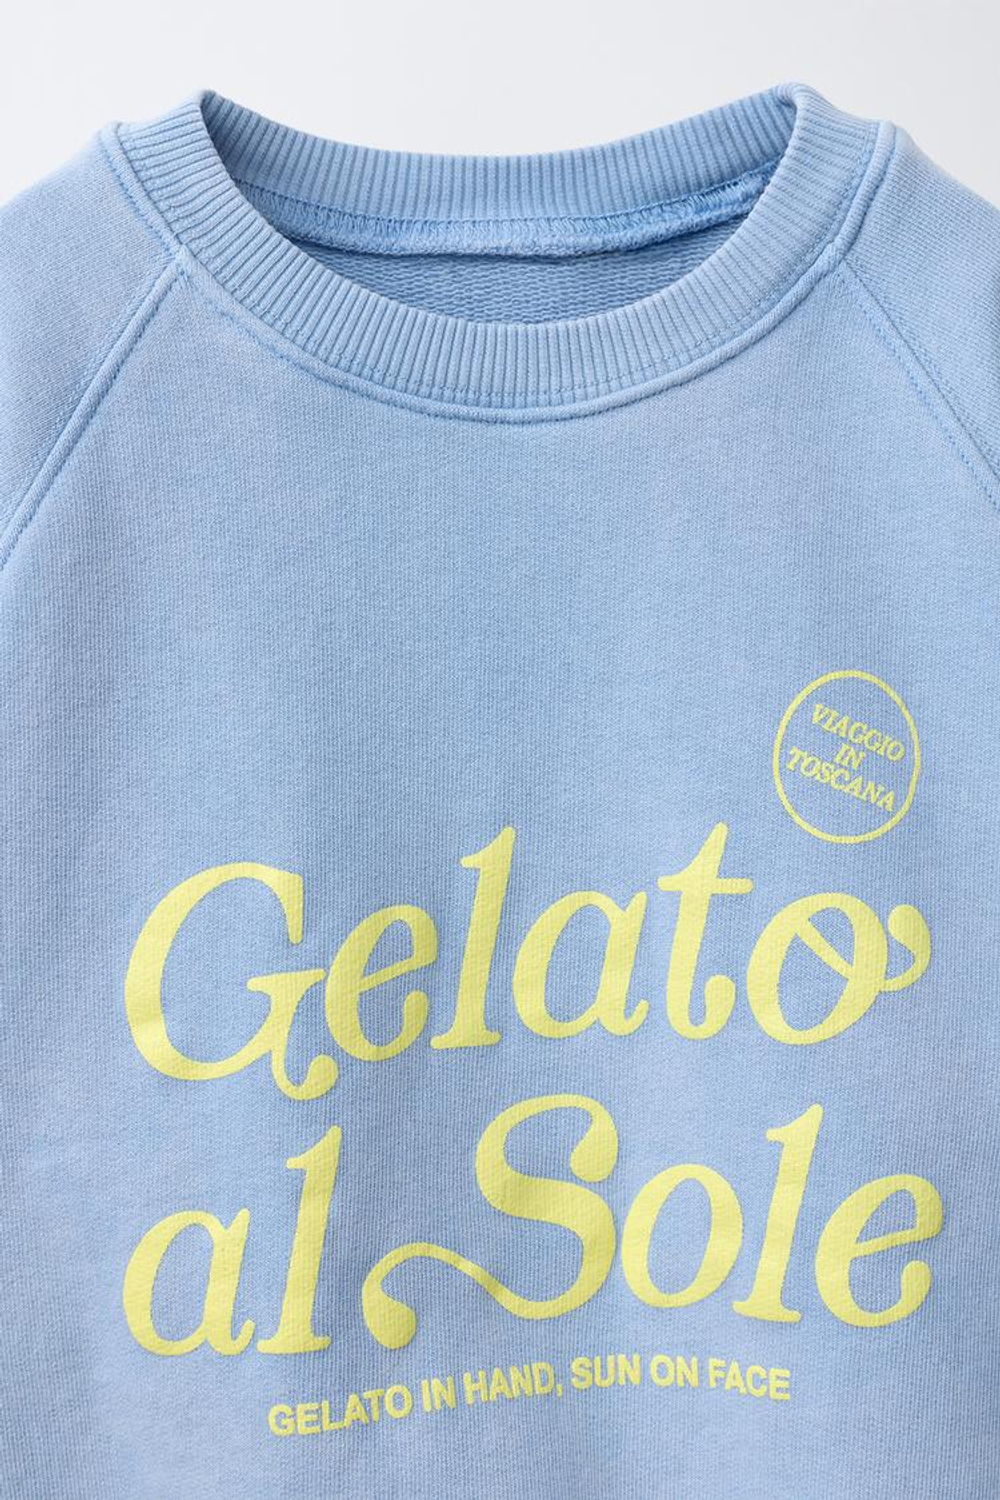 VIAGGIO
IN
TOSCANA
Gelato
al Sole
GELATO IN HAND, SUN ON FACE